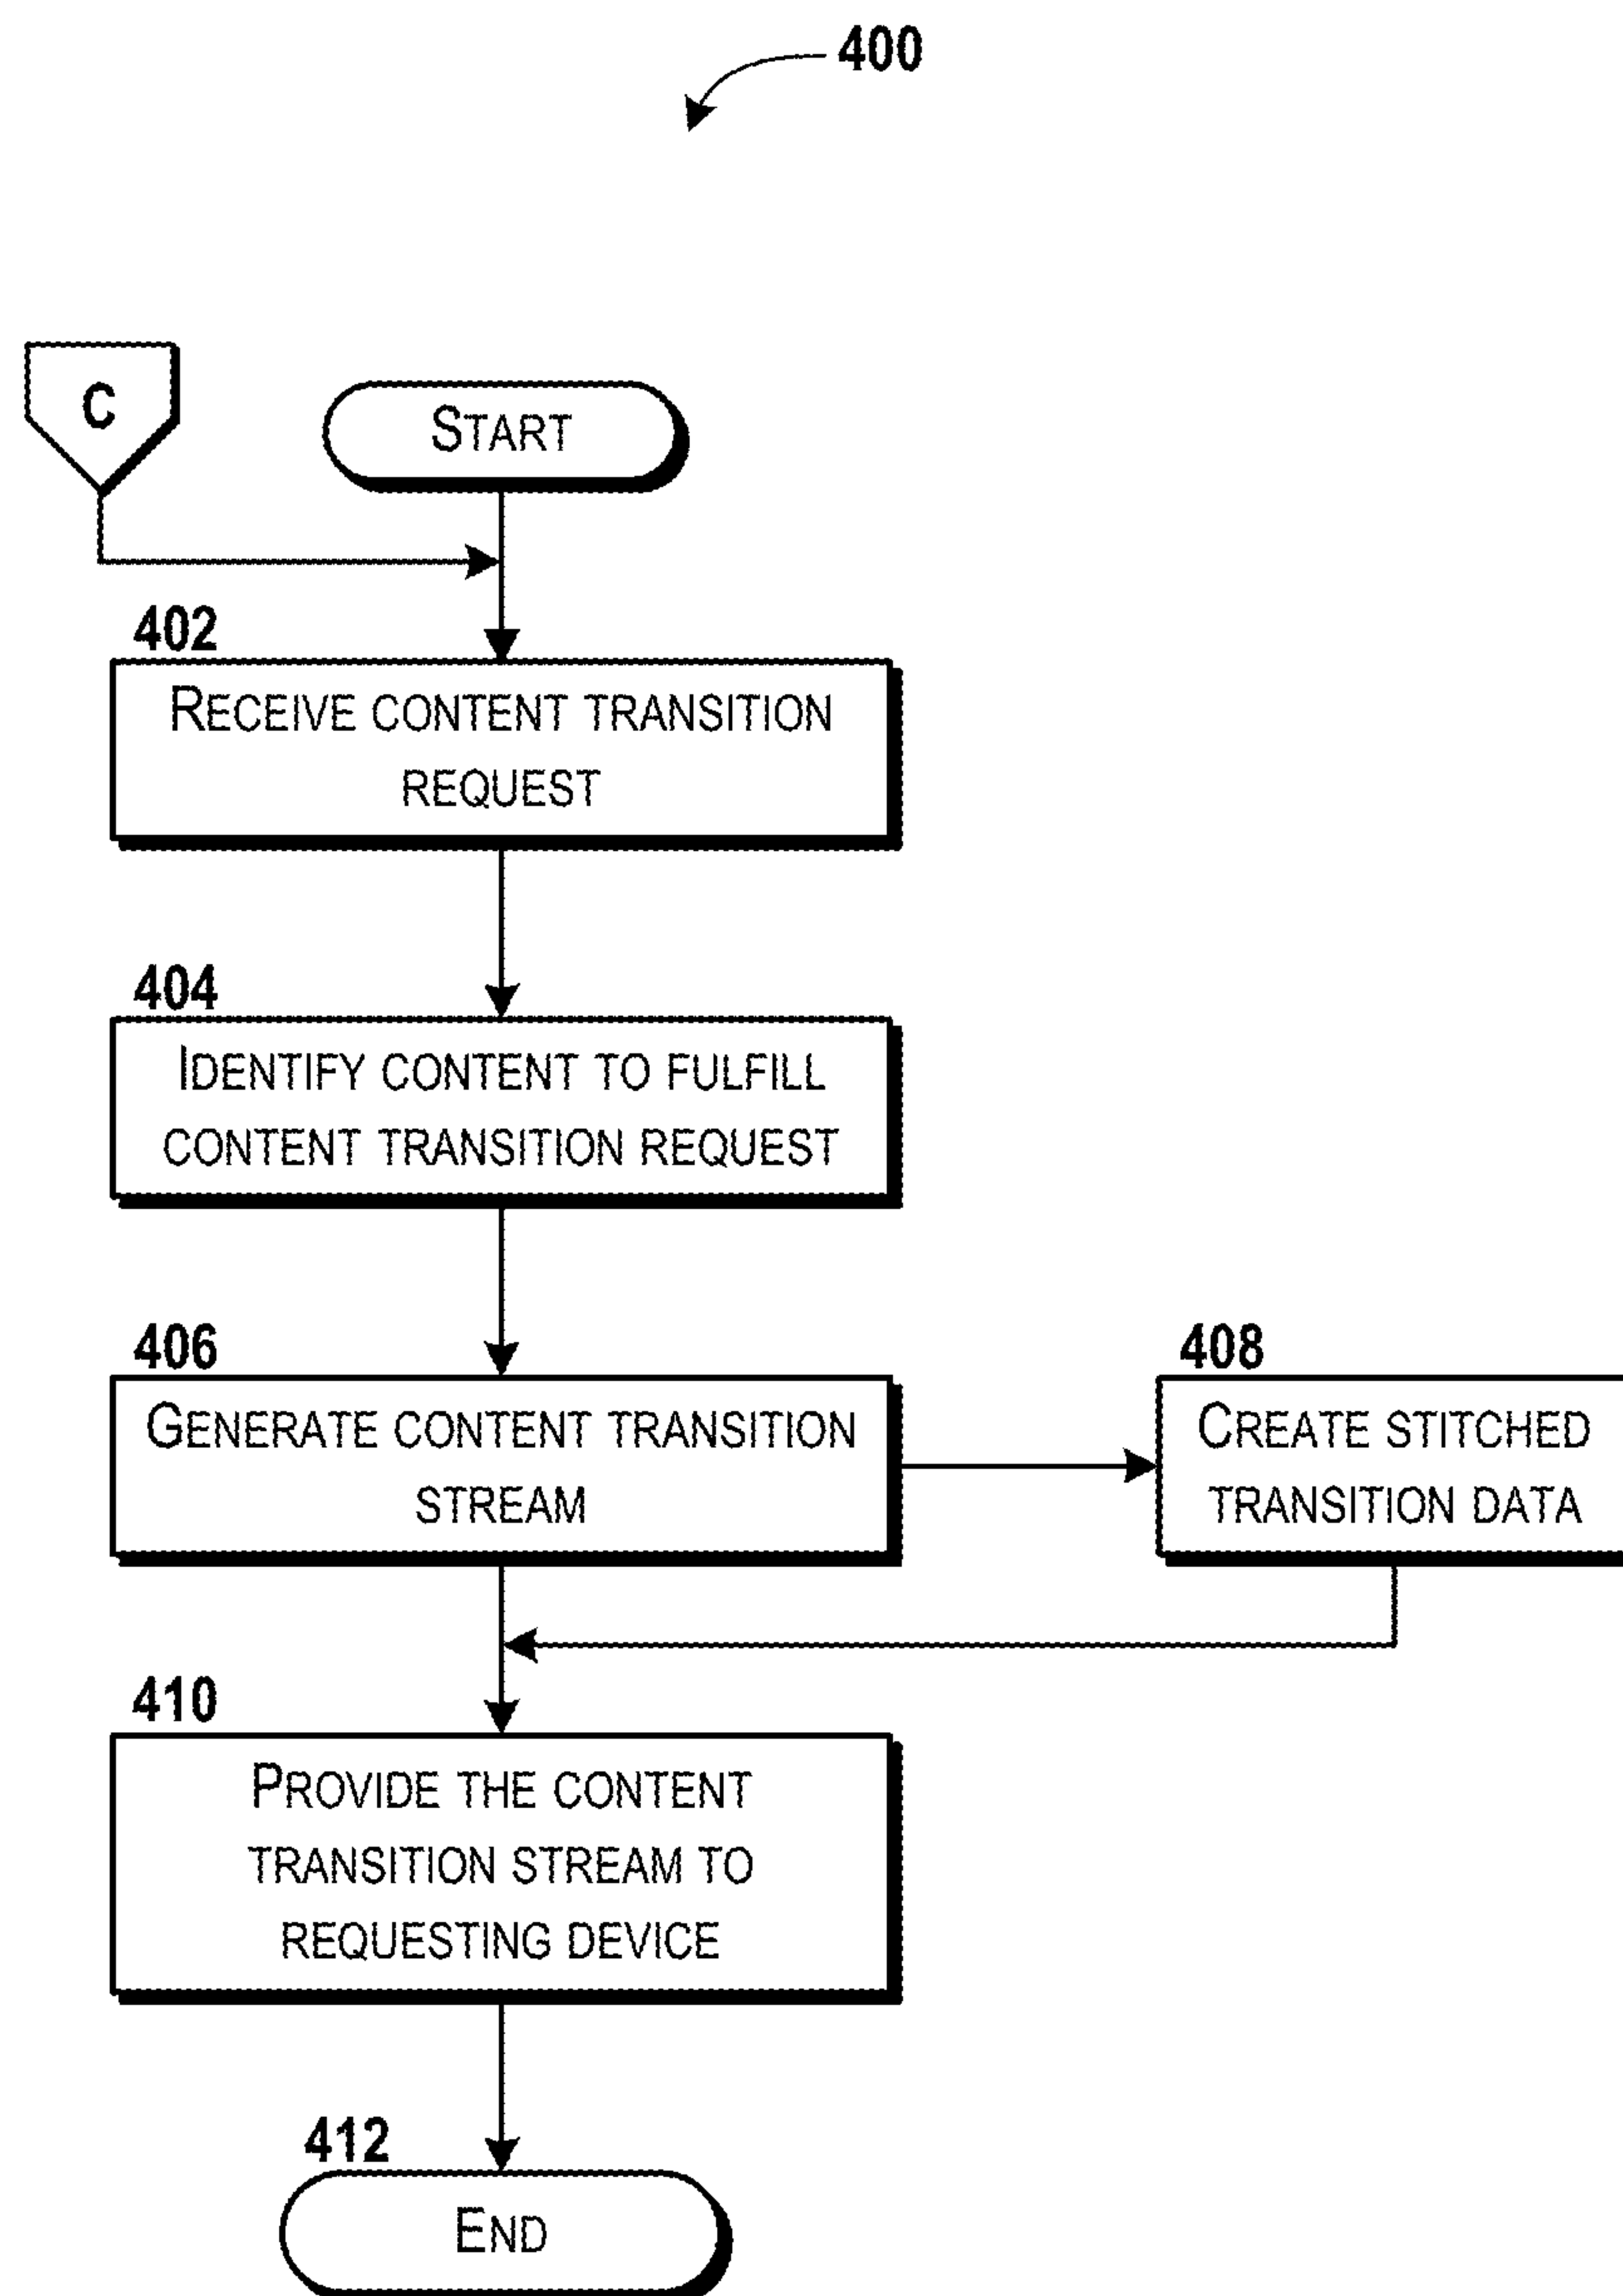 400
C
START
402
RECEIVE CONTENT TRANSITION
REQUEST
404
IDENTIFY CONTENT TO FULFILL
CONTENT TRANSITION REQUEST
406
GENERATE CONTENT TRANSITION
STREAM
408
CREATE STITCHED
TRANSITION DATA
410
PROVIDE THE CONTENT
TRANSITION STREAM TO
REQUESTING DEVICE
412
END